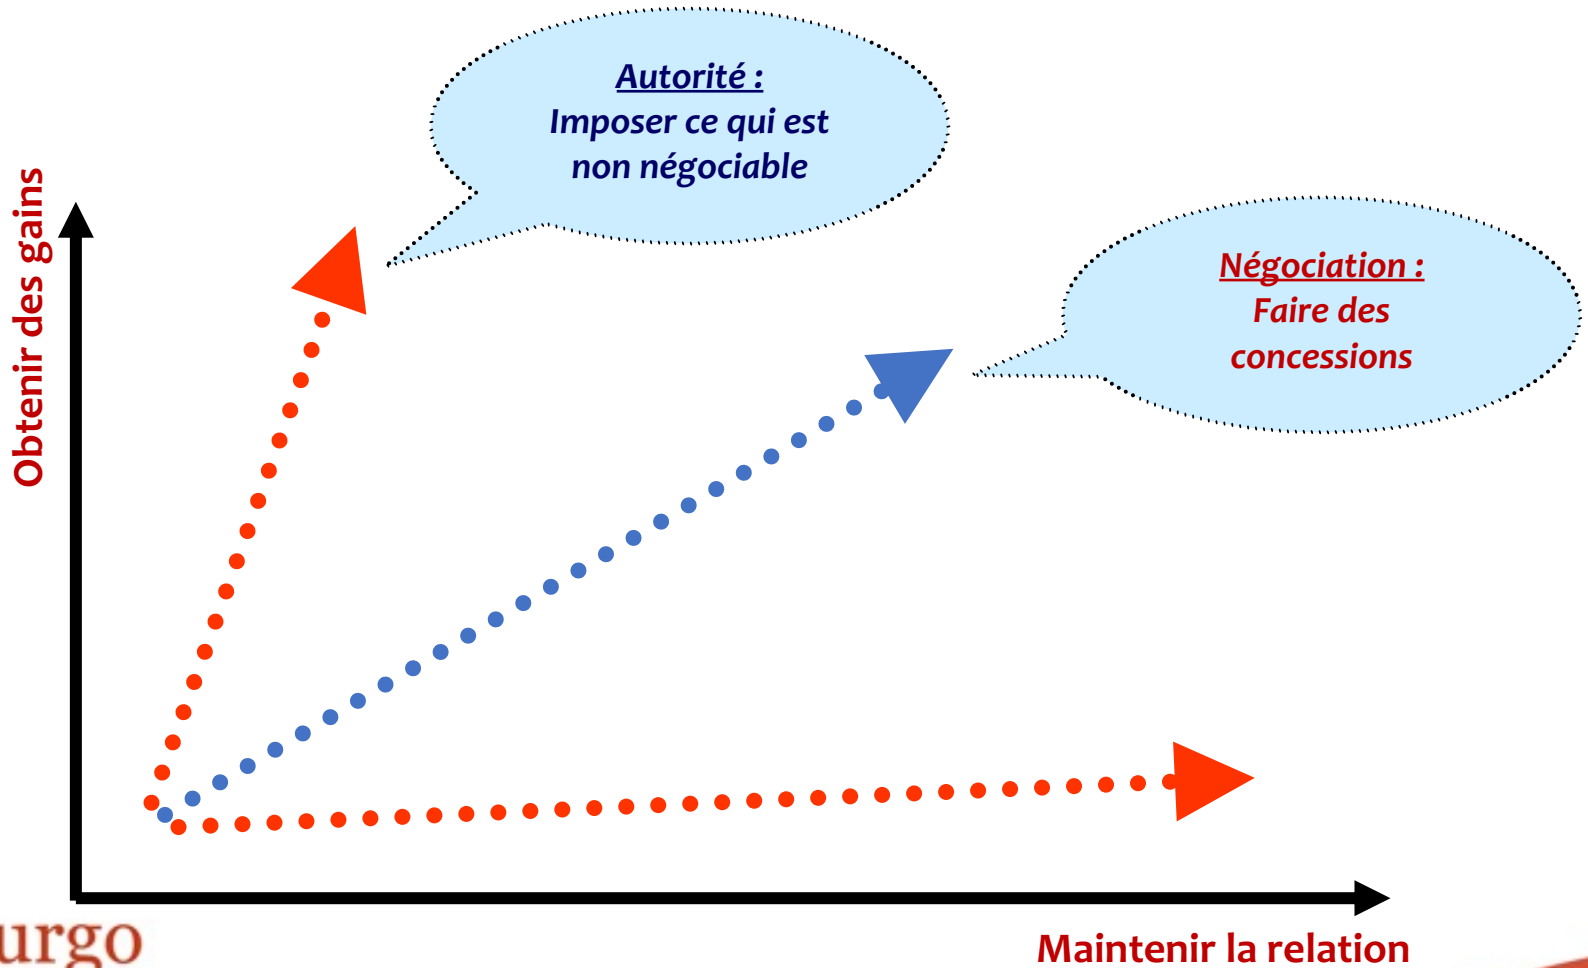 Autorité :
Imposer ce qui est
non négociable
Obtenir des gains
Négociation :
Faire des
concessions
Maintenir la relation
urgo